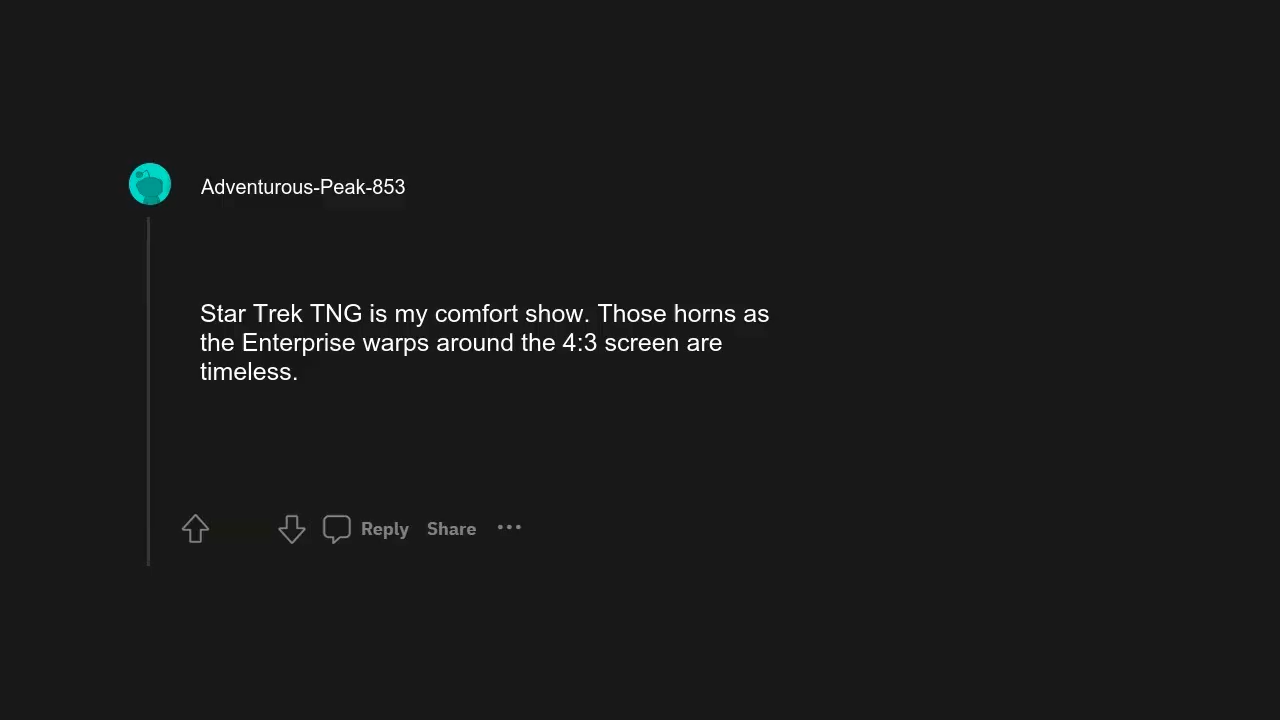 Adventurous-Peak-853
Star Trek TNG is my comfort show. Those horns as
the Enterprise warps around the 4:3 screen are
timeless.
Reply Share